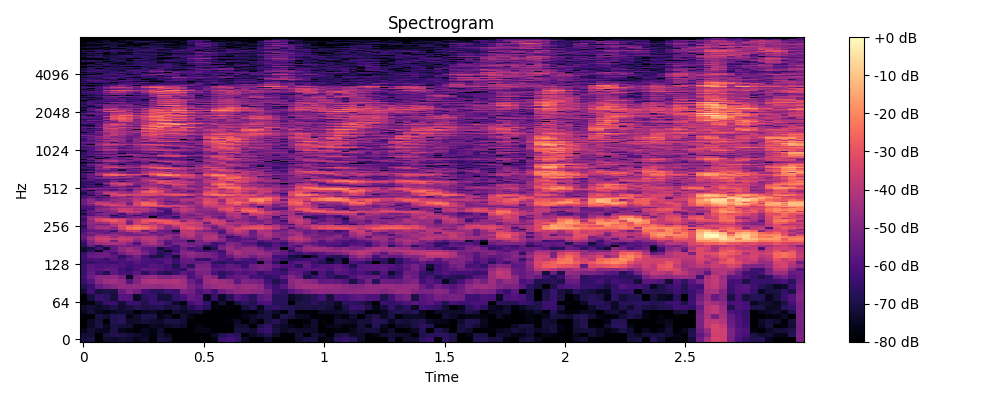 Spectrogram
Hz
4096
2048
1024
512
256
128
64
0
0
0.5
1
1.5
2
2.5
Time
+0 dB
-10 dB
-20 dB
-30 dB
-40 dB
-50 dB
-60 dB
-70 dB
-80 dB